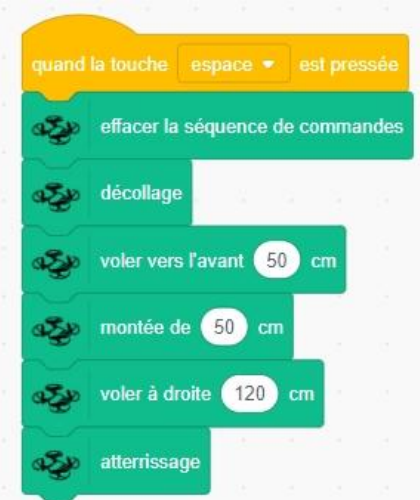 quand la touche espace est pressée
effacer la séquence de commandes
décollage
voler vers l'avant 50 cm
montée de 50 cm
voler à droite 120 cm
atterrissage